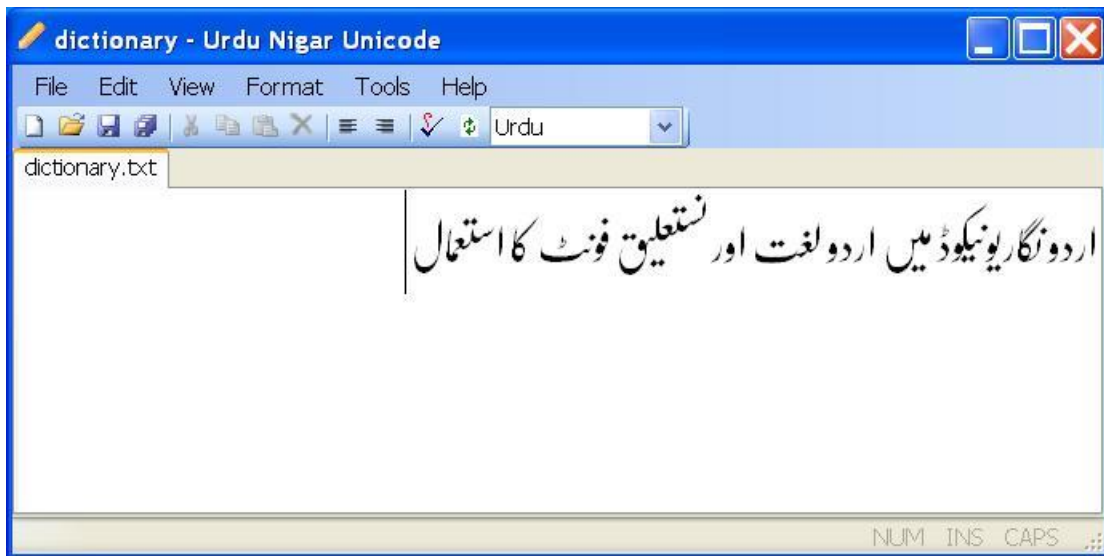 dictionary - Urdu Nigar Unicode
File Edit View Format Tools Help
Urdu
dictionary.txt
اردو نگار یونیکوڈ میں اردو لغت اور نستعلیق فونٹ کا استعمال
NUM INS CAPS